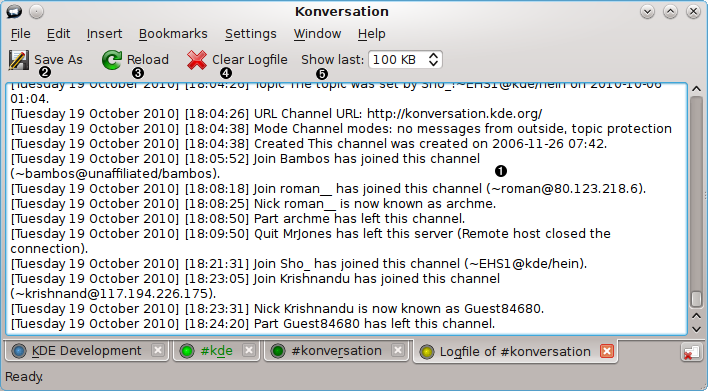 Konversation
File Edit Insert Bookmarks Settings Window Help
Save As Reload Clear Logfile Show last: 100 KB
2 3 4 5
[Tuesday 19 October 2010] [18:04:26] Topic The topic was set by Sho_!~EHS1@kde/hein on 2010-10-06
01:04.
[Tuesday 19 October 2010] [18:04:26] URL Channel URL: http://konversation.kde.org/
[Tuesday 19 October 2010] [18:04:38] Mode Channel modes: no messages from outside, topic protection
[Tuesday 19 October 2010] [18:04:38] Created This channel was created on 2006-11-26 07:42.
[Tuesday 19 October 2010] [18:05:52] Join Bambos has joined this channel
(~bambos@unaffiliated/bambos). 1
[Tuesday 19 October 2010] [18:08:18] Join roman__ has joined this channel (~roman@80.123.218.6).
[Tuesday 19 October 2010] [18:08:25] Nick roman__ is now known as archme.
[Tuesday 19 October 2010] [18:08:50] Part archme has left this channel.
[Tuesday 19 October 2010] [18:09:50] Quit MrJones has left this server (Remote host closed the
connection).
[Tuesday 19 October 2010] [18:21:31] Join Sho_ has joined this channel (~EHS1@kde/hein).
[Tuesday 19 October 2010] [18:23:05] Join Krishnandu has joined this channel
(~krishnand@117.194.226.175).
[Tuesday 19 October 2010] [18:23:31] Nick Krishnandu is now known as Guest84680.
[Tuesday 19 October 2010] [18:24:20] Part Guest84680 has left this channel.
KDE Development #kde #konversation Logfile of #konversation
Ready.